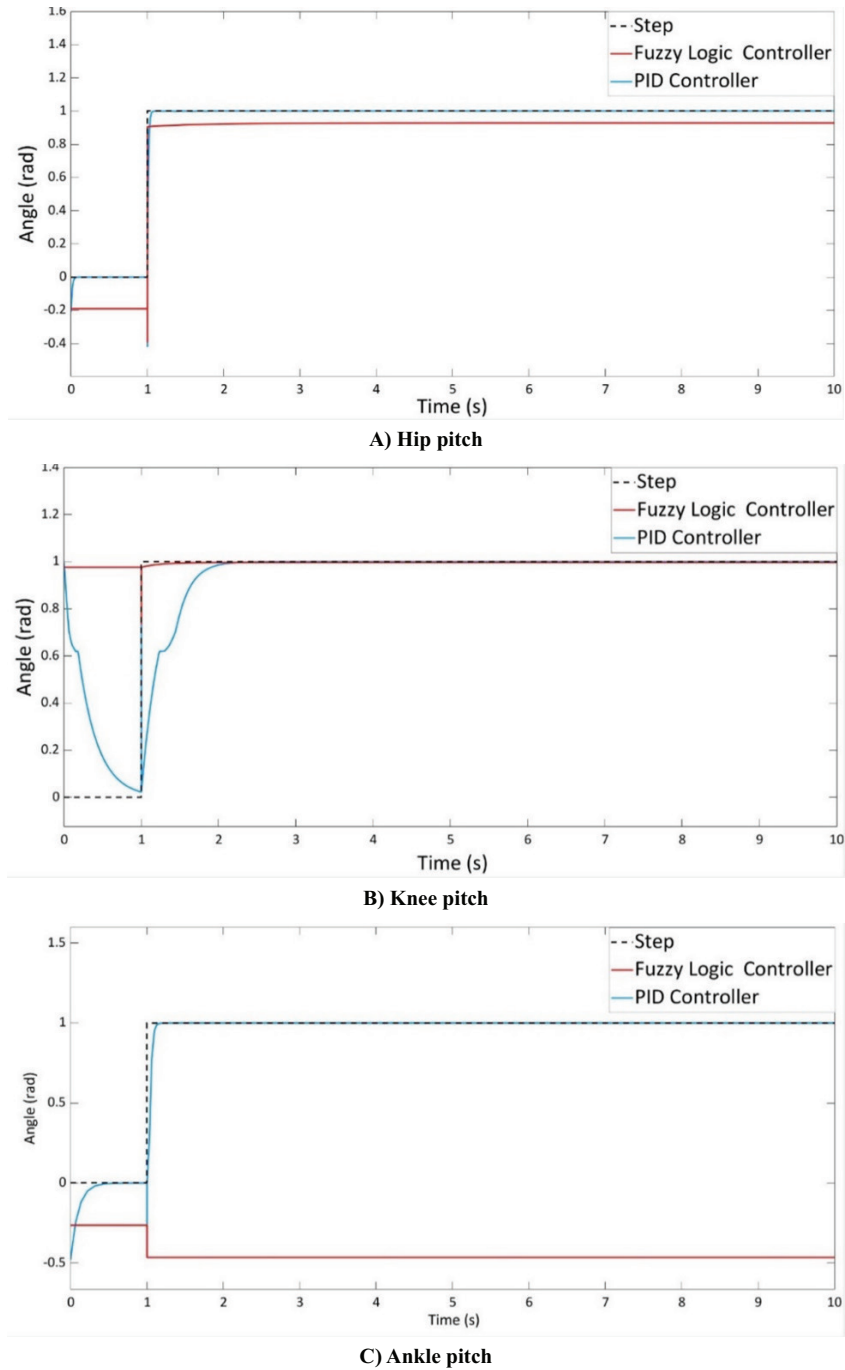 1.6
1.4
1.2
1
0.8
0.6
0.4
0.2
0
-0.2
-0.4
Angle (rad)
Step
Fuzzy Logic Controller
PID Controller
0 1 2 3 4 5 6 7 8 9 10
Time (s)
A) Hip pitch
1.4
1.2
1
0.8
0.6
0.4
0.2
0
Angle (rad)
Step
Fuzzy Logic Controller
PID Controller
0 1 2 3 4 5 6 7 8 9 10
Time (s)
B) Knee pitch
1.5
1
0.5
0
-0.5
Angle (rad)
Step
Fuzzy Logic Controller
PID Controller
0 1 2 3 4 5 6 7 8 9 10
Time (s)
C) Ankle pitch